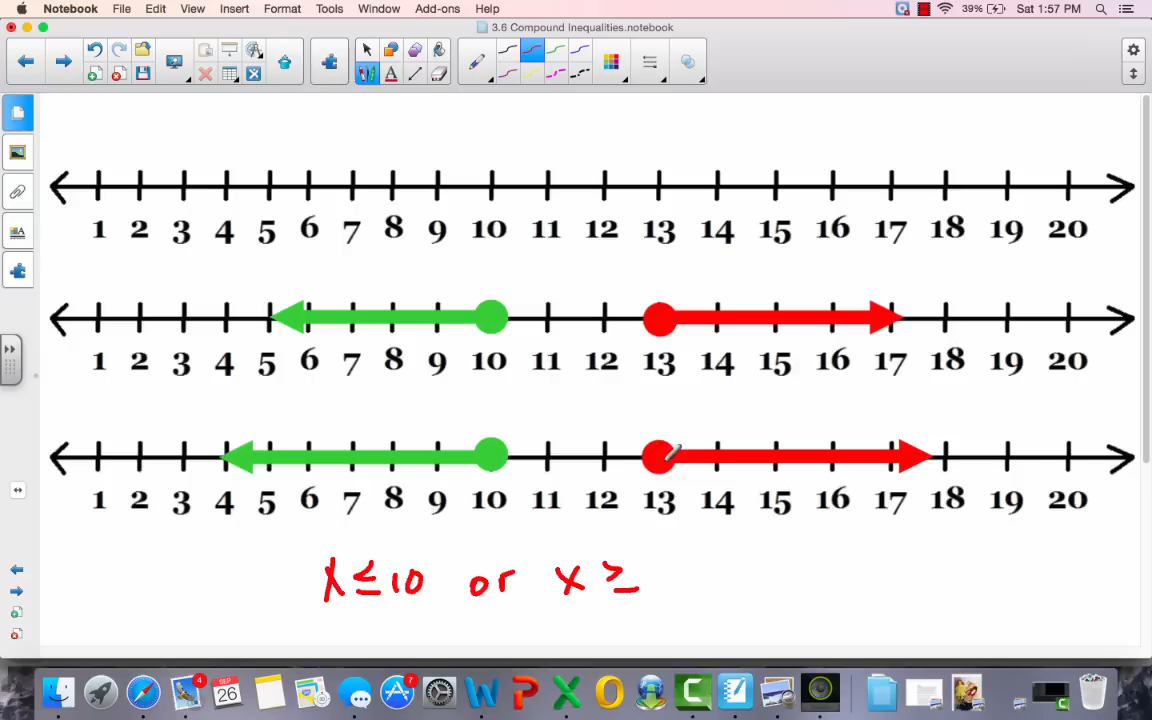 Notebook File Edit View Insert Format Tools Window Add-ons Help 39% Sat 1:57 PM
3.6 Compound Inequalities.notebook
1 2 3 4 5 6 7 8 9 10 11 12 13 14 15 16 17 18 19 20
1 2 3 4 5 6 7 8 9 10 11 12 13 14 15 16 17 18 19 20
1 2 3 4 5 6 7 8 9 10 11 12 13 14 15 16 17 18 19 20
x ≤ 10 or x ≥
4 SEP 26 7